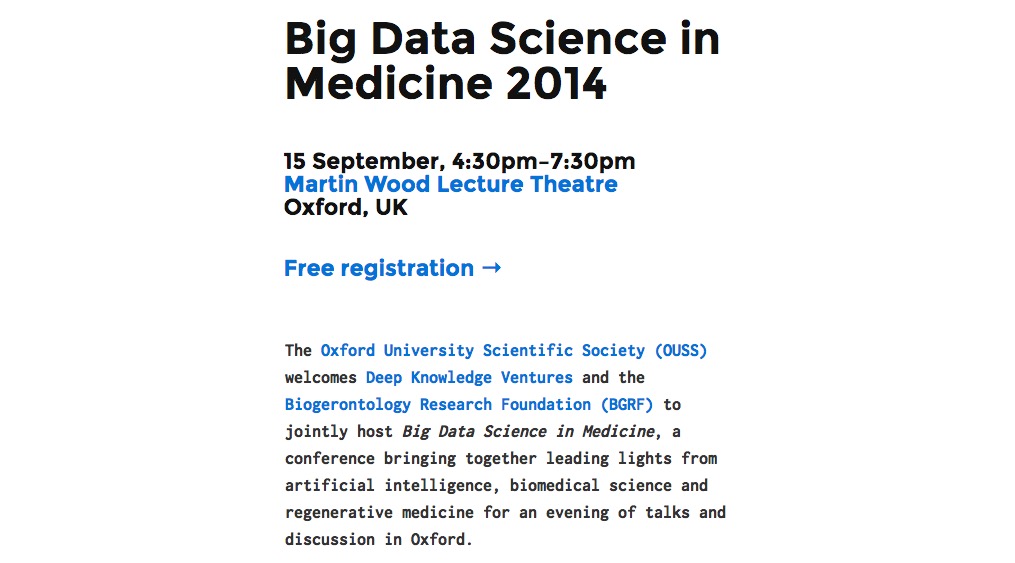 Big Data Science in
Medicine 2014
15 September, 4:30pm–7:30pm
Martin Wood Lecture Theatre
Oxford, UK
Free registration →
The Oxford University Scientific Society (OUSS)
welcomes Deep Knowledge Ventures and the
Biogerontology Research Foundation (BGRF) to
jointly host Big Data Science in Medicine, a
conference bringing together leading lights from
artificial intelligence, biomedical science and
regenerative medicine for an evening of talks and
discussion in Oxford.